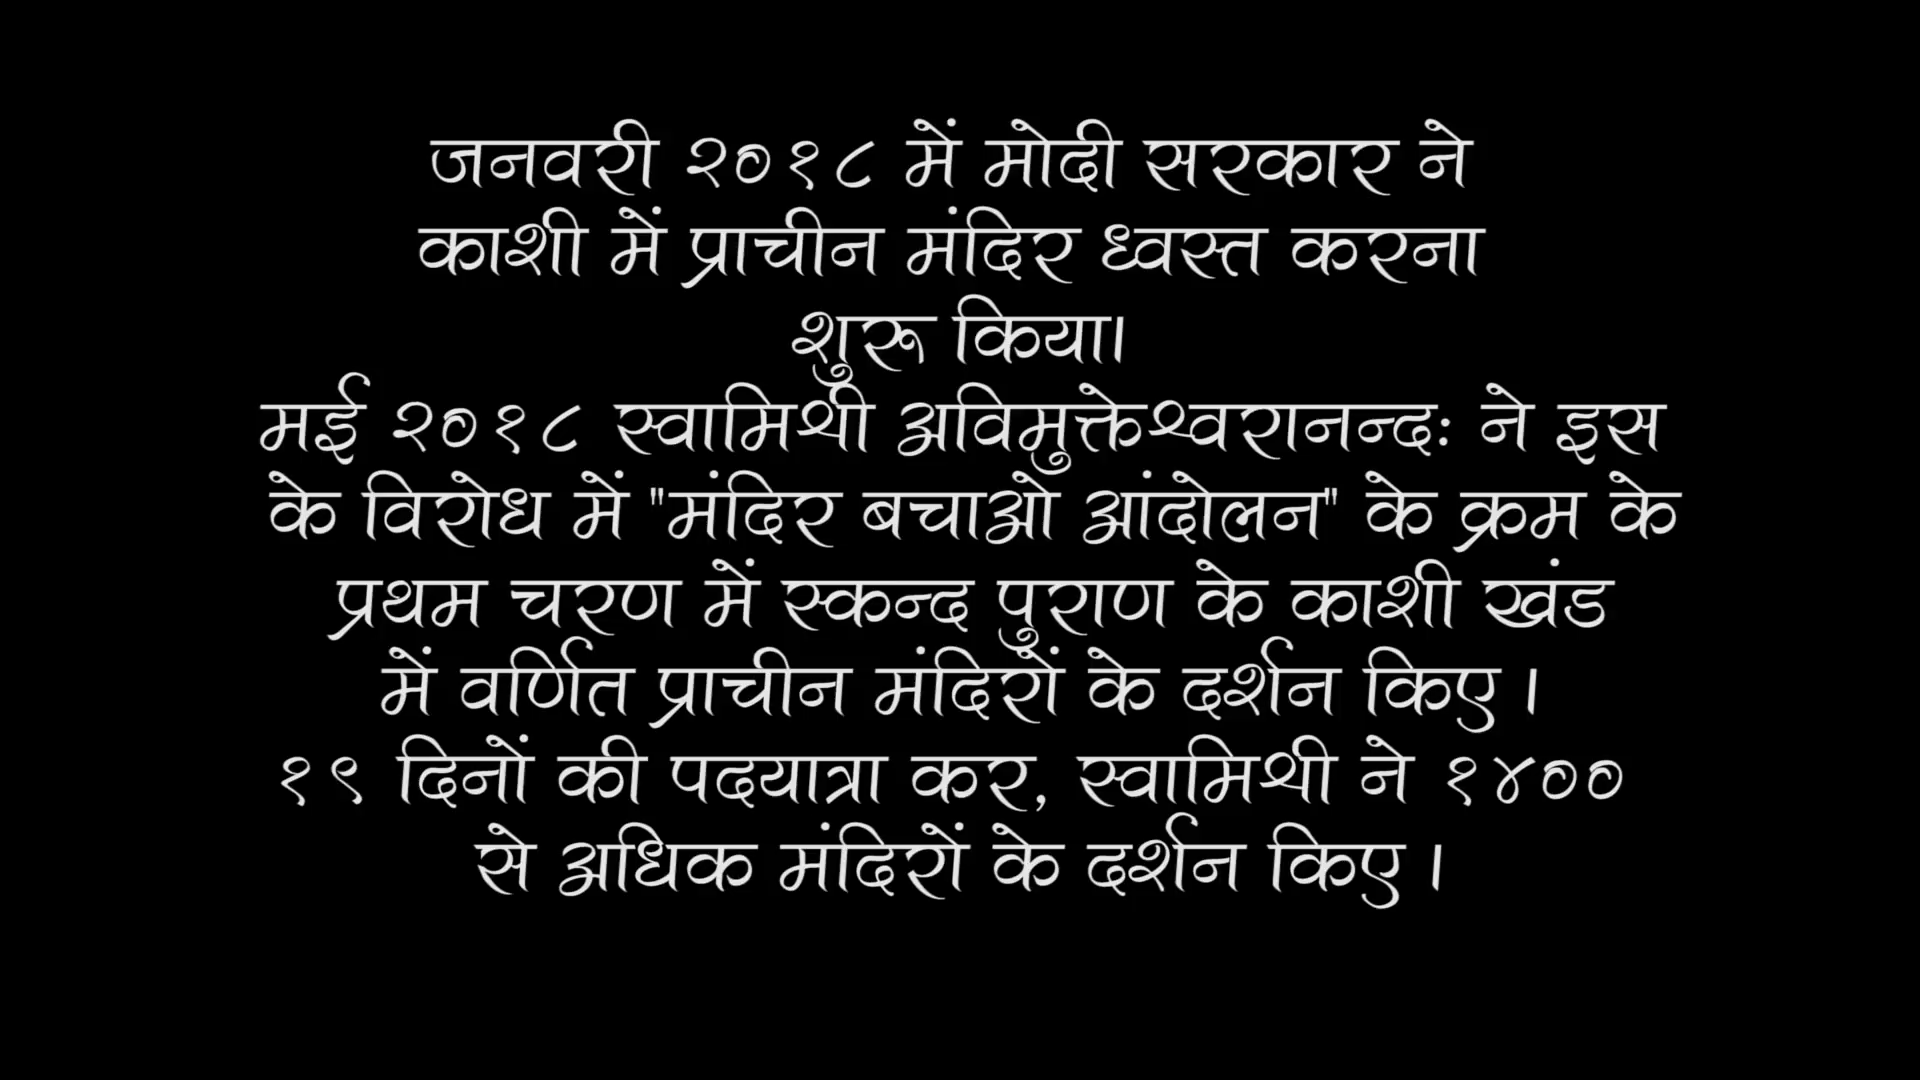 जनवरी २०१८ में मोदी सरकार ने
काशी में प्राचीन मंदिर ध्वस्त करना
शुरू किया।
मई २०१८ स्वामिश्री अविमुक्तेश्वरानन्दः ने इस
के विरोध में "मंदिर बचाओ आंदोलन" के क्रम के
प्रथम चरण में स्कन्द पुराण के काशी खंड
में वर्णित प्राचीन मंदिरों के दर्शन किए ।
१९ दिनों की पदयात्रा कर, स्वामिश्री ने १४००
से अधिक मंदिरों के दर्शन किए ।